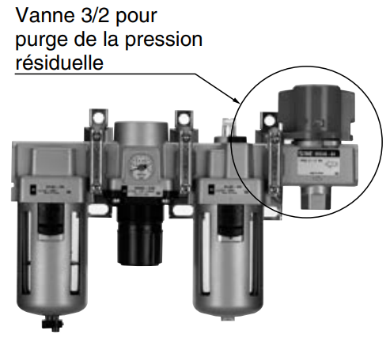 Vanne 3/2 pour
purge de la pression
résiduelle